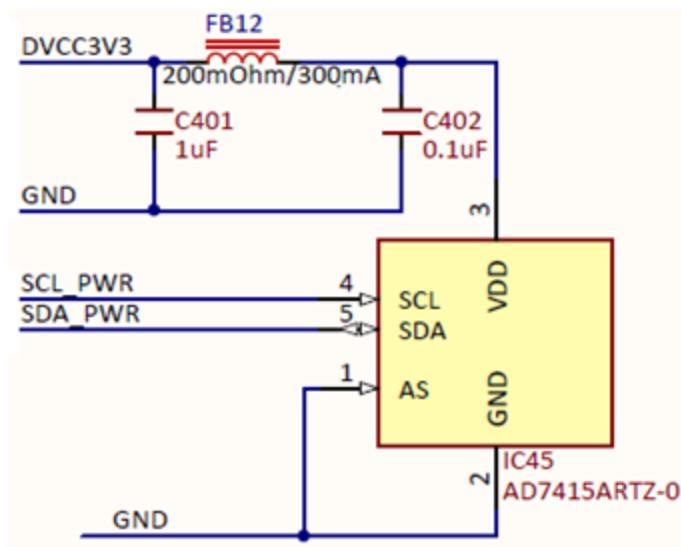 FB12
DVCC3V3
200mOhm/300mA
C401
1uF
C402
0.1uF
GND
3
SCL_PWR
4
SCL
VDD
SDA_PWR
5
SDA
1
AS
GND
2
IC45
AD7415ARTZ-0
GND